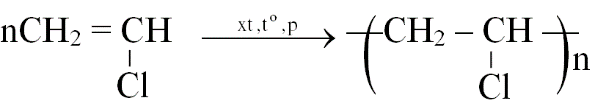 nCH₂ = CH xt,t°,p (CH₂ – CH)n
Cl Cl